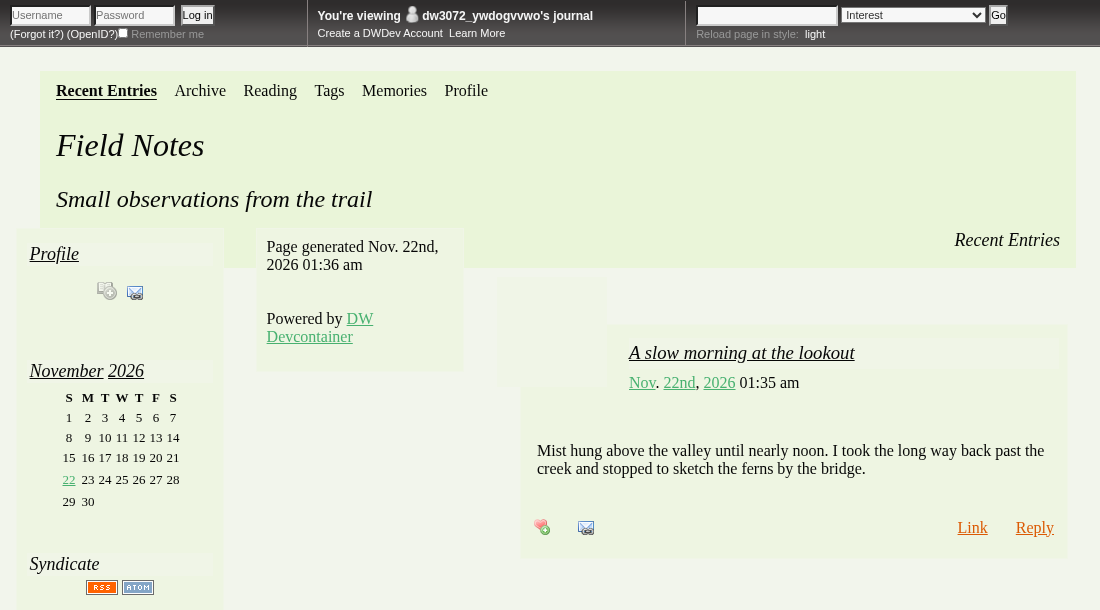 Username Password Log in
(Forgot it?) (OpenID?) Remember me
You're viewing dw3072_ywdogvvwo's journal
Create a DWDev Account Learn More
Interest Go
Reload page in style: light
Recent Entries Archive Reading Tags Memories Profile
Field Notes
Small observations from the trail
Recent Entries
Profile
November 2026
S M T W T F S
1 2 3 4 5 6 7
8 9 10 11 12 13 14
15 16 17 18 19 20 21
22 23 24 25 26 27 28
29 30
Syndicate
RSS ATOM
Page generated Nov. 22nd,
2026 01:36 am
Powered by DW
Devcontainer
A slow morning at the lookout
Nov. 22nd, 2026 01:35 am
Mist hung above the valley until nearly noon. I took the long way back past the
creek and stopped to sketch the ferns by the bridge.
Link Reply